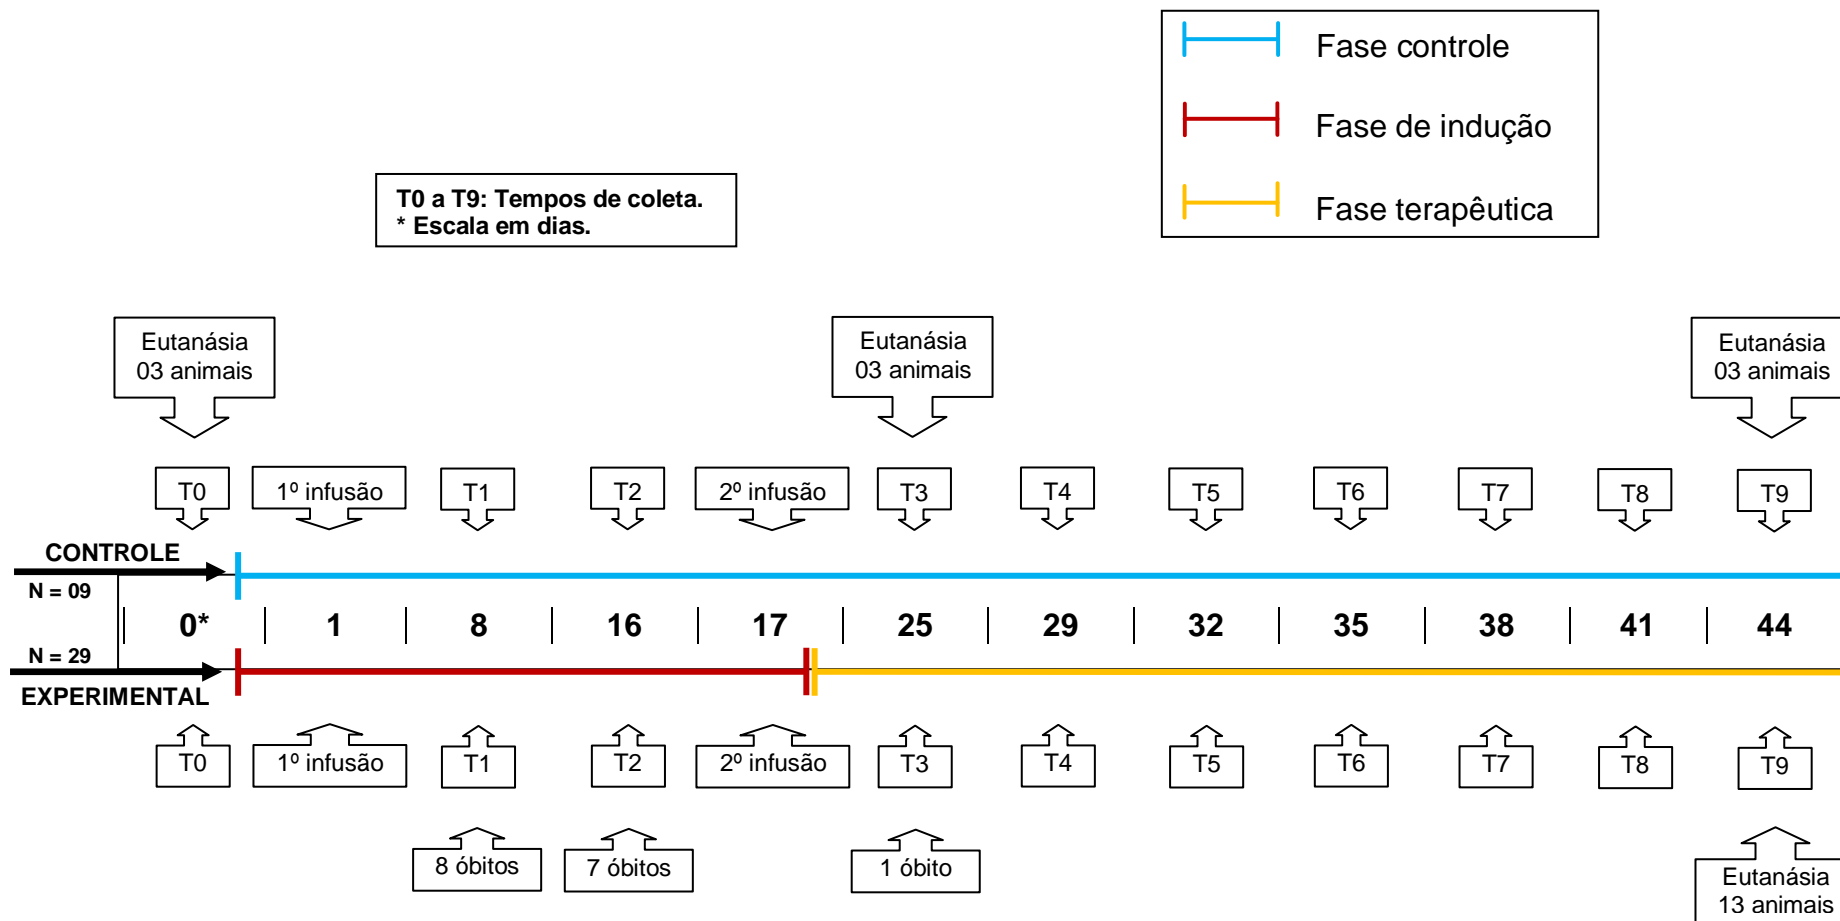 Fase controle
Fase de indução
Fase terapêutica
T0 a T9: Tempos de coleta.
* Escala em dias.
Eutanásia
03 animais
Eutanásia
03 animais
Eutanásia
03 animais
T0
1º infusão
T1
T2
2º infusão
T3
T4
T5
T6
T7
T8
T9
CONTROLE
N = 09
0*
1
8
16
17
25
29
32
35
38
41
44
N = 29
EXPERIMENTAL
T0
1º infusão
T1
T2
2º infusão
T3
T4
T5
T6
T7
T8
T9
8 óbitos
7 óbitos
1 óbito
Eutanásia
13 animais